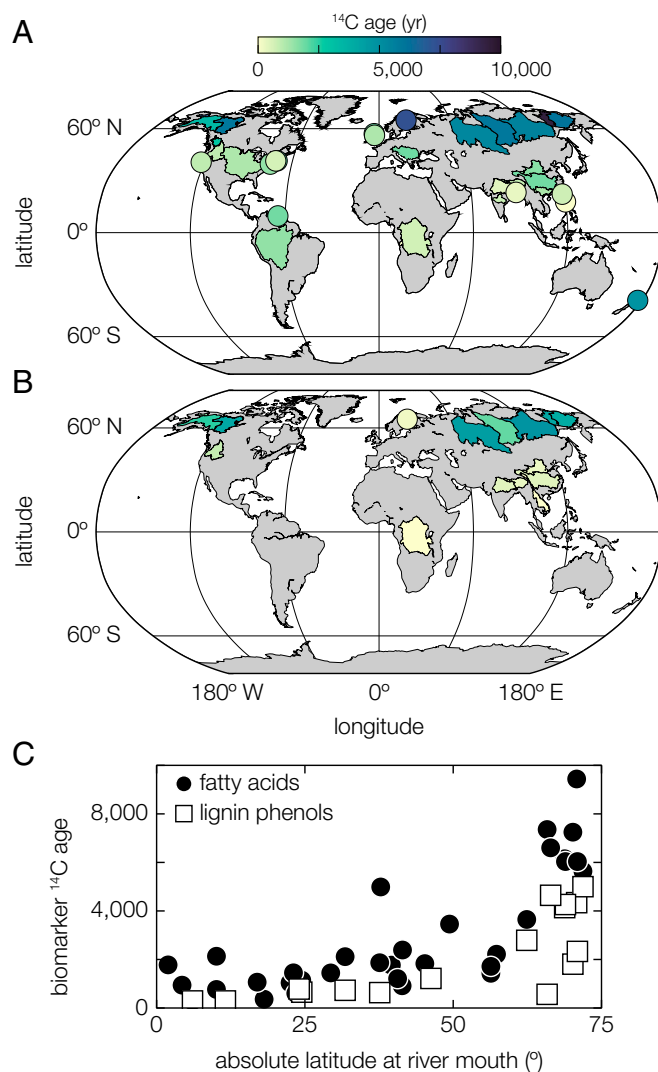 A
¹⁴C age (yr)
0 5,000 10,000
60º N
0º
60º S
latitude
B
60º N
0º
60º S
latitude
180º W 0º 180º E
longitude
C
fatty acids
lignin phenols
8,000
4,000
0
biomarker ¹⁴C age
0 25 50 75
absolute latitude at river mouth (º)